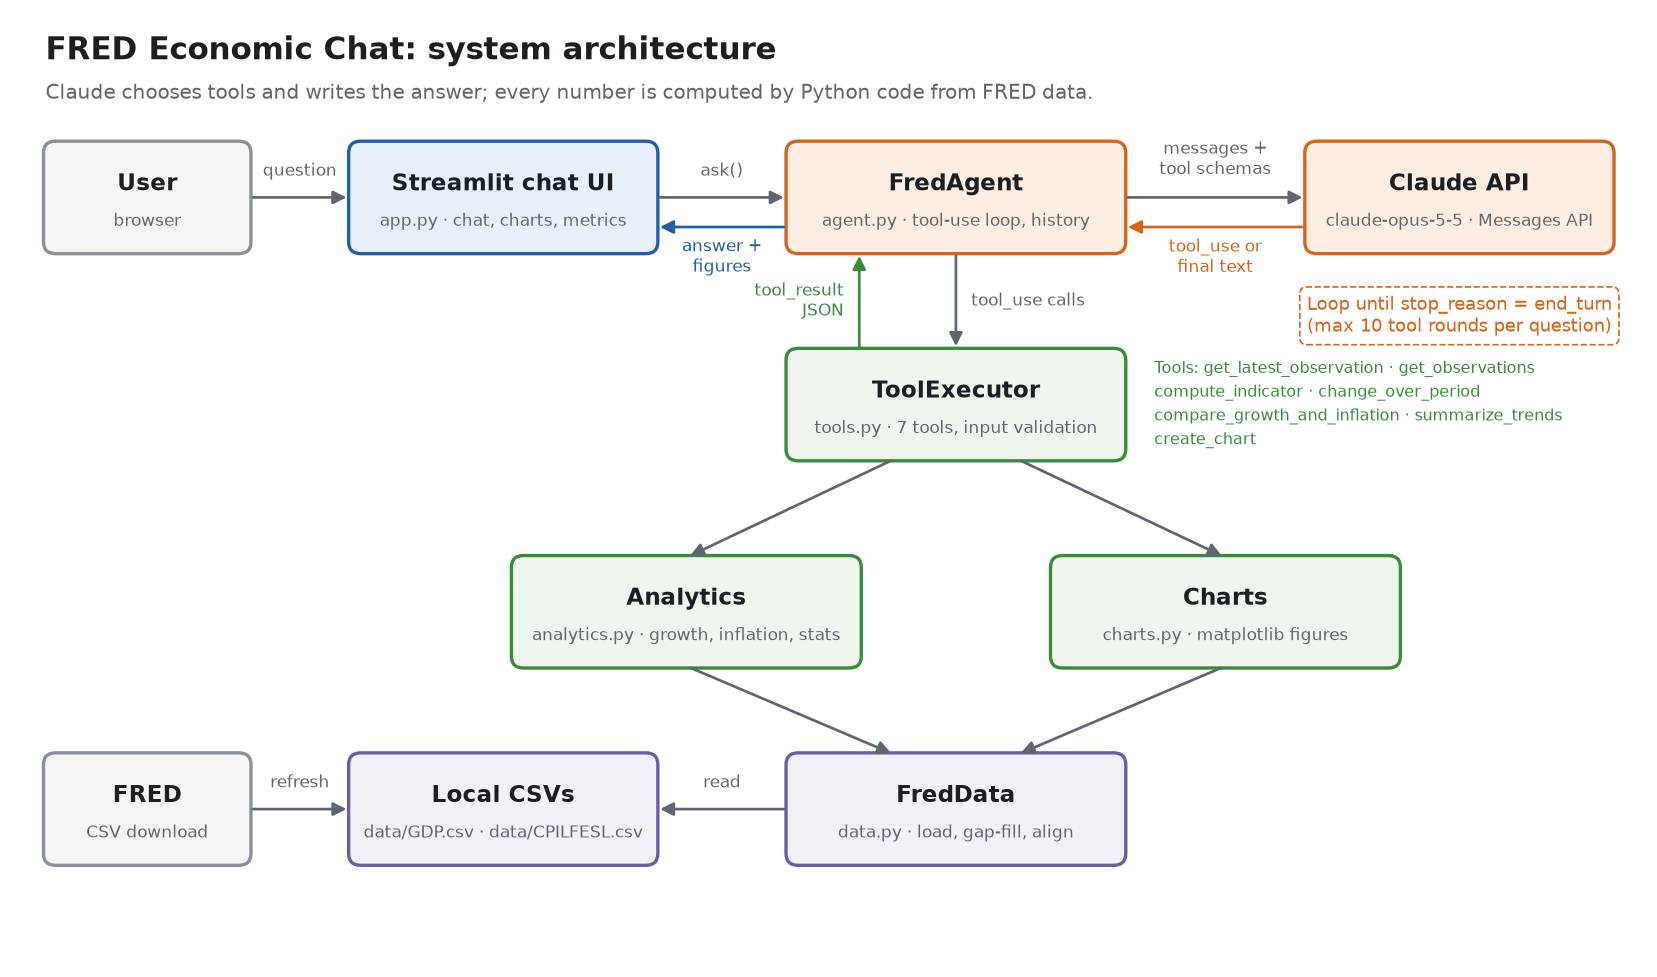 FRED Economic Chat: system architecture
Claude chooses tools and writes the answer; every number is computed by Python code from FRED data.
User
browser
question
Streamlit chat UI
app.py · chat, charts, metrics
ask()
answer +
figures
FredAgent
agent.py · tool-use loop, history
messages +
tool schemas
tool_use or
final text
Claude API
claude-opus-5-5 · Messages API
tool_result
JSON
tool_use calls
Loop until stop_reason = end_turn
(max 10 tool rounds per question)
ToolExecutor
tools.py · 7 tools, input validation
Tools: get_latest_observation · get_observations
compute_indicator · change_over_period
compare_growth_and_inflation · summarize_trends
create_chart
Analytics
analytics.py · growth, inflation, stats
Charts
charts.py · matplotlib figures
FRED
CSV download
refresh
Local CSVs
data/GDP.csv · data/CPILFESL.csv
read
FredData
data.py · load, gap-fill, align